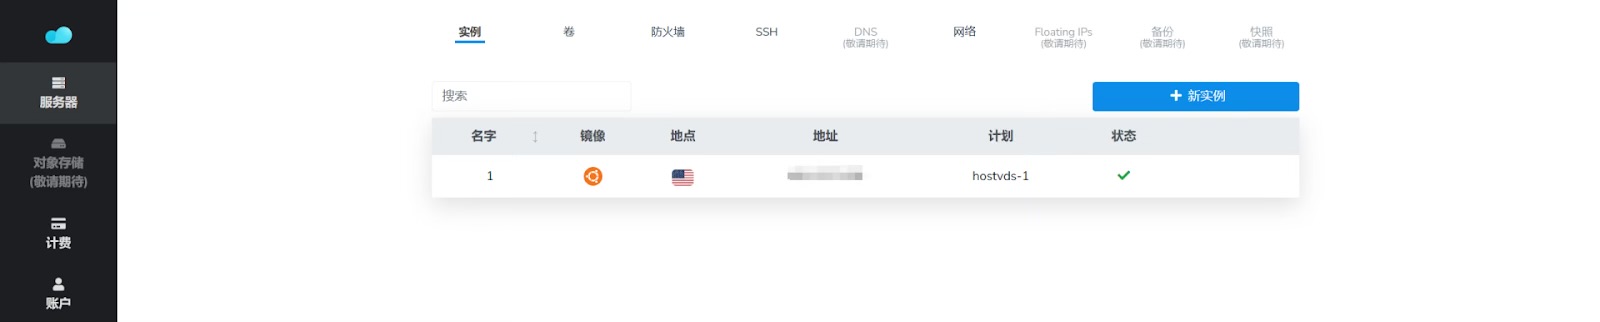 实例
卷
防火墙
SSH
DNS
(敬请期待)
网络
Floating IPs
(敬请期待)
备份
(敬请期待)
快照
(敬请期待)
服务器
对象存储
(敬请期待)
计费
账户
搜索
新实例
名字 镜像 地点 地址 计划 状态
1 hostvds-1